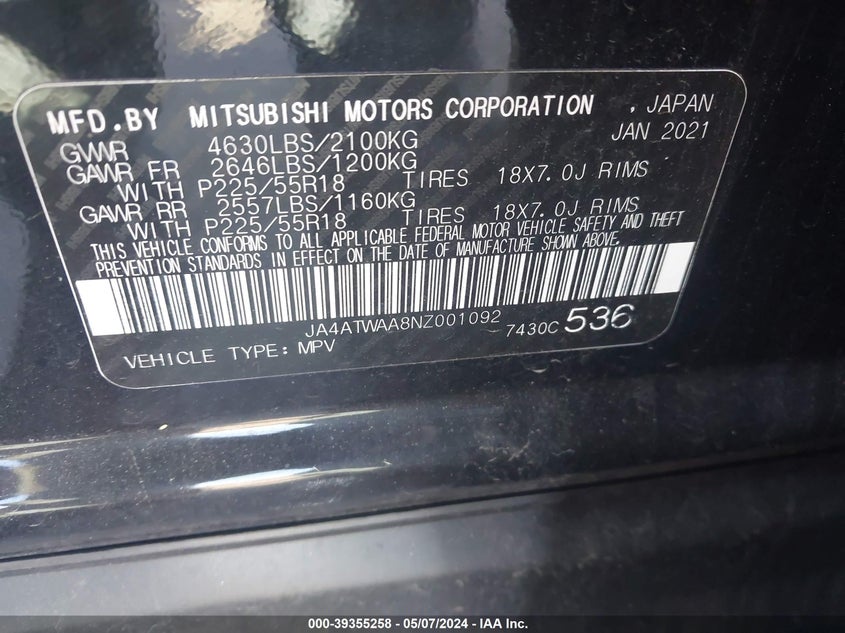 MFD.BY MITSUBISHI MOTORS CORPORATION , JAPAN
GVWR 4630LBS/2100KG JAN 2021
GAWR FR 2646LBS/1200KG
WITH P225/55R18 TIRES 18X7.0J RIMS
GAWR RR 2557LBS/1160KG
WITH P225/55R18 TIRES 18X7.0J RIMS
THIS VEHICLE CONFORMS TO ALL APPLICABLE FEDERAL MOTOR VEHICLE SAFETY AND THEFT
PREVENTION STANDARDS IN EFFECT ON THE DATE OF MANUFACTURE SHOWN ABOVE.
JA4ATWAA8NZ001092 7430C 536
VEHICLE TYPE: MPV
000-39355258 - 05/07/2024 - IAA Inc.